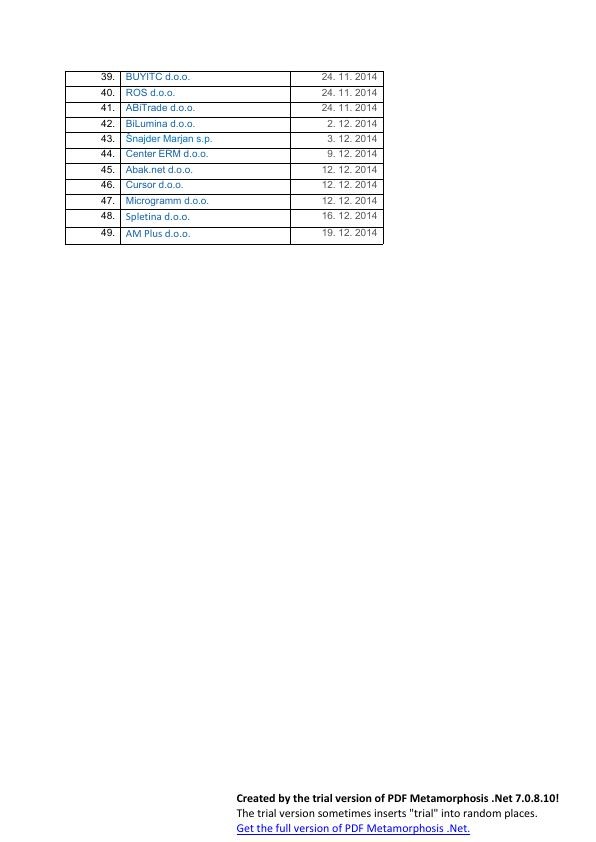 39. BUYITC d.o.o. 24. 11. 2014
40. ROS d.o.o. 24. 11. 2014
41. ABiTrade d.o.o. 24. 11. 2014
42. BiLumina d.o.o. 2. 12. 2014
43. Šnajder Marjan s.p. 3. 12. 2014
44. Center ERM d.o.o. 9. 12. 2014
45. Abak.net d.o.o. 12. 12. 2014
46. Cursor d.o.o. 12. 12. 2014
47. Microgramm d.o.o. 12. 12. 2014
48. Spletina d.o.o. 16. 12. 2014
49. AM Plus d.o.o. 19. 12. 2014
Created by the trial version of PDF Metamorphosis .Net 7.0.8.10!
The trial version sometimes inserts "trial" into random places.
Get the full version of PDF Metamorphosis .Net.